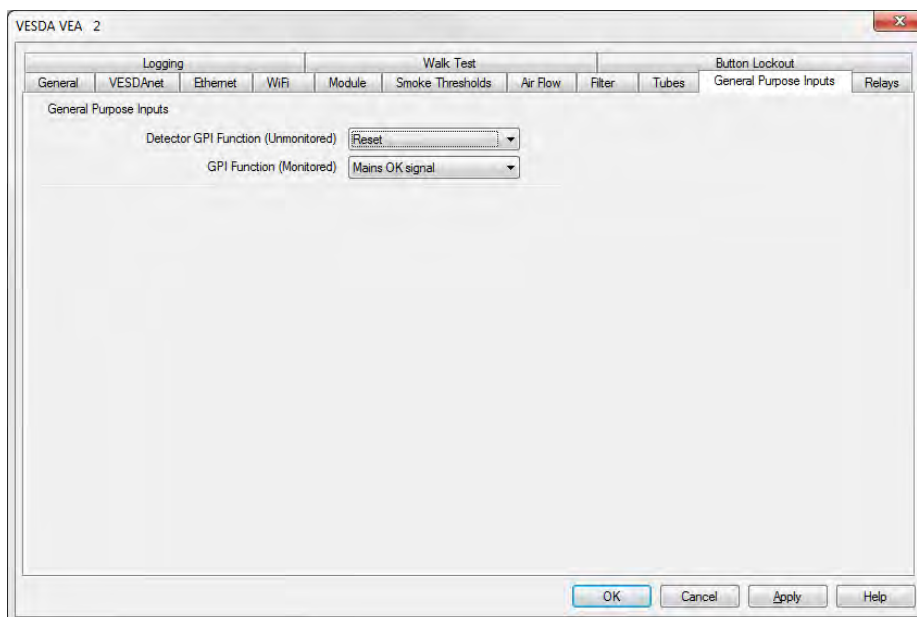 VESDA VEA 2
Logging Walk Test Button Lockout
General VESDAnet Ethernet WiFi Module Smoke Thresholds Air Flow Filter Tubes General Purpose Inputs Relays
General Purpose Inputs
Detector GPI Function (Unmonitored) Reset
GPI Function (Monitored) Mains OK signal
OK Cancel Apply Help